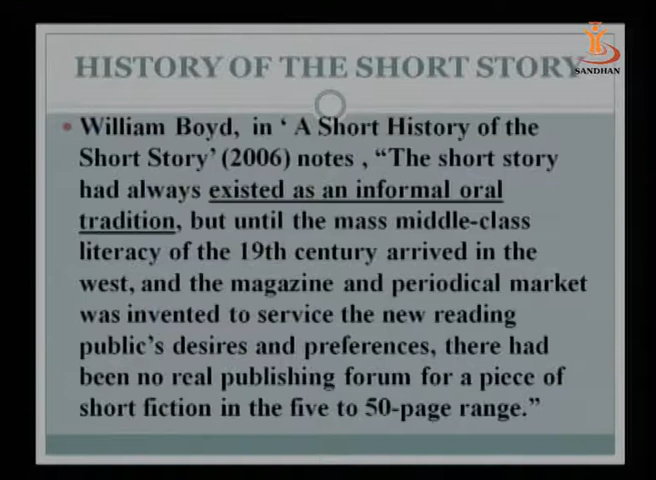 HISTORY OF THE SHORT STORY
SANDHAN
William Boyd, in ‘ A Short History of the
Short Story’ (2006) notes , “The short story
had always existed as an informal oral
tradition, but until the mass middle-class
literacy of the 19th century arrived in the
west, and the magazine and periodical market
was invented to service the new reading
public’s desires and preferences, there had
been no real publishing forum for a piece of
short fiction in the five to 50-page range.”